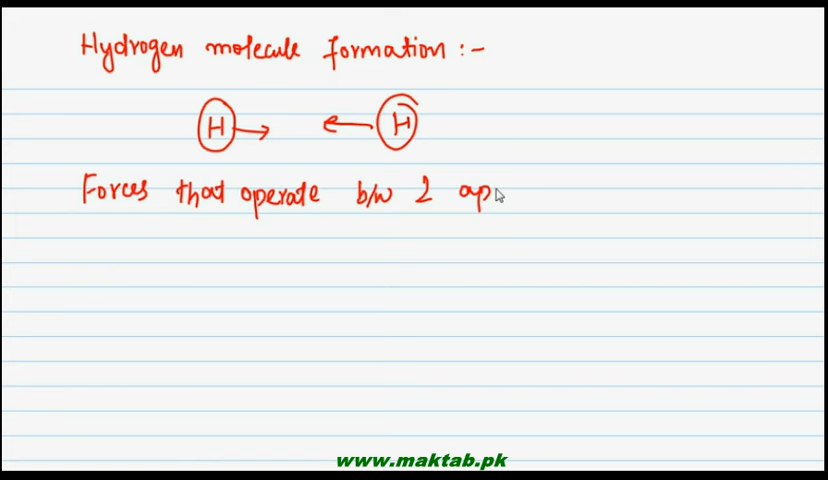 Hydrogen molecule formation :-
H H
Forces that operate b/w 2 ap
www.maktab.pk